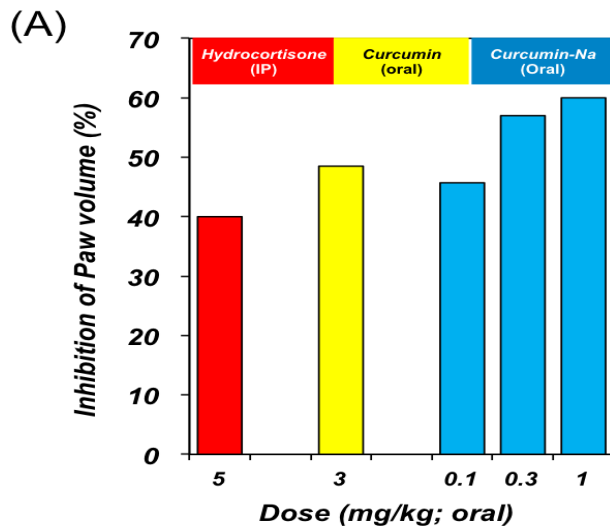 (A)
70
60
50
40
30
20
10
0
Inhibition of Paw volume (%)
Hydrocortisone
(IP)
Curcumin
(oral)
Curcumin-Na
(Oral)
5 3 0.1 0.3 1
Dose (mg/kg; oral)